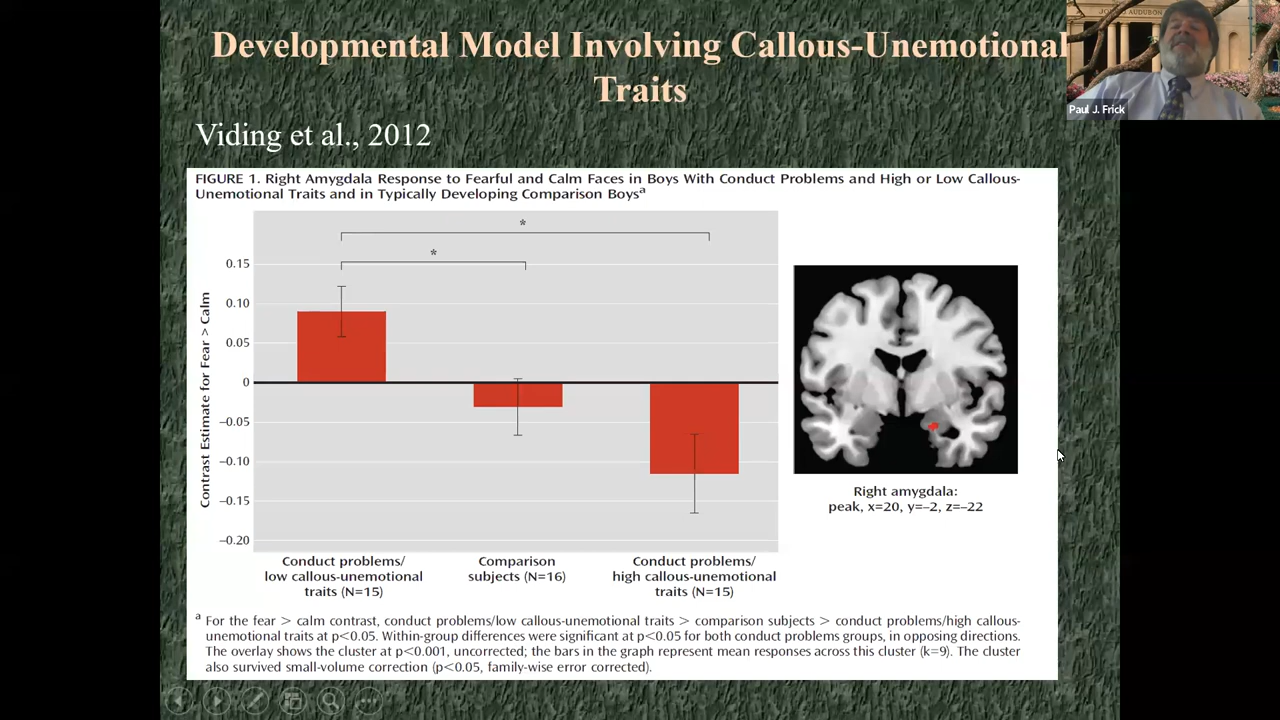 Developmental Model Involving Callous-Unemotional
Traits
Paul J. Frick
Viding et al., 2012
FIGURE 1. Right Amygdala Response to Fearful and Calm Faces in Boys With Conduct Problems and High or Low Callous-
Unemotional Traits and in Typically Developing Comparison Boysa
*
*
Contrast Estimate for Fear > Calm
0.15
0.10
0.05
0
–0.05
–0.10
–0.15
–0.20
Conduct problems/
low callous-unemotional
traits (N=15)
Comparison
subjects (N=16)
Conduct problems/
high callous-unemotional
traits (N=15)
Right amygdala:
peak, x=20, y=–2, z=–22
a For the fear > calm contrast, conduct problems/low callous-unemotional traits > comparison subjects > conduct problems/high callous-
unemotional traits at p<0.05. Within-group differences were significant at p<0.05 for both conduct problems groups, in opposing directions.
The overlay shows the cluster at p<0.001, uncorrected; the bars in the graph represent mean responses across this cluster (k=9). The cluster
also survived small-volume correction (p<0.05, family-wise error corrected).